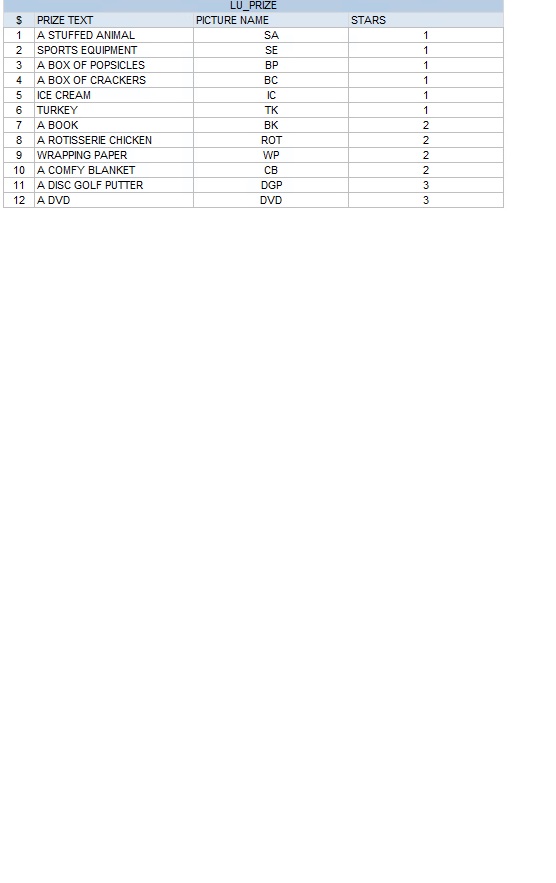 LU_PRIZE
$ PRIZE TEXT PICTURE NAME STARS
1 A STUFFED ANIMAL SA 1
2 SPORTS EQUIPMENT SE 1
3 A BOX OF POPSICLES BP 1
4 A BOX OF CRACKERS BC 1
5 ICE CREAM IC 1
6 TURKEY TK 1
7 A BOOK BK 2
8 A ROTISSERIE CHICKEN ROT 2
9 WRAPPING PAPER WP 2
10 A COMFY BLANKET CB 2
11 A DISC GOLF PUTTER DGP 3
12 A DVD DVD 3